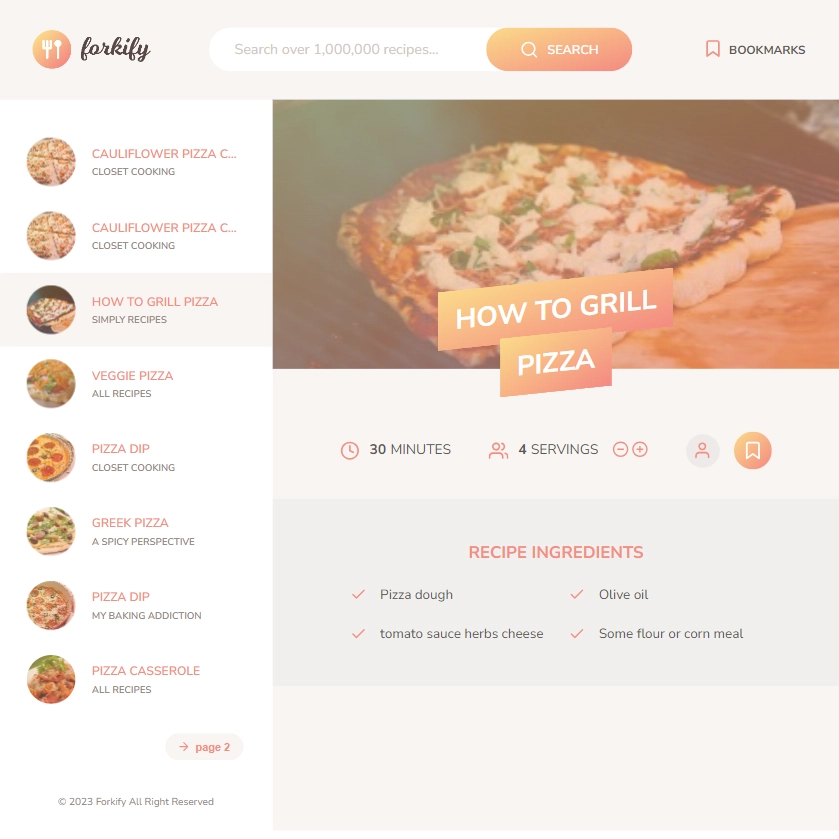 forkify
Search over 1,000,000 recipes...
SEARCH
BOOKMARKS
CAULIFLOWER PIZZA C...
CLOSET COOKING
CAULIFLOWER PIZZA C...
CLOSET COOKING
HOW TO GRILL PIZZA
SIMPLY RECIPES
VEGGIE PIZZA
ALL RECIPES
PIZZA DIP
CLOSET COOKING
GREEK PIZZA
A SPICY PERSPECTIVE
PIZZA DIP
MY BAKING ADDICTION
PIZZA CASSEROLE
ALL RECIPES
page 2
© 2023 Forkify All Right Reserved
HOW TO GRILL
PIZZA
30 MINUTES
4 SERVINGS
RECIPE INGREDIENTS
Pizza dough
Olive oil
tomato sauce herbs cheese
Some flour or corn meal